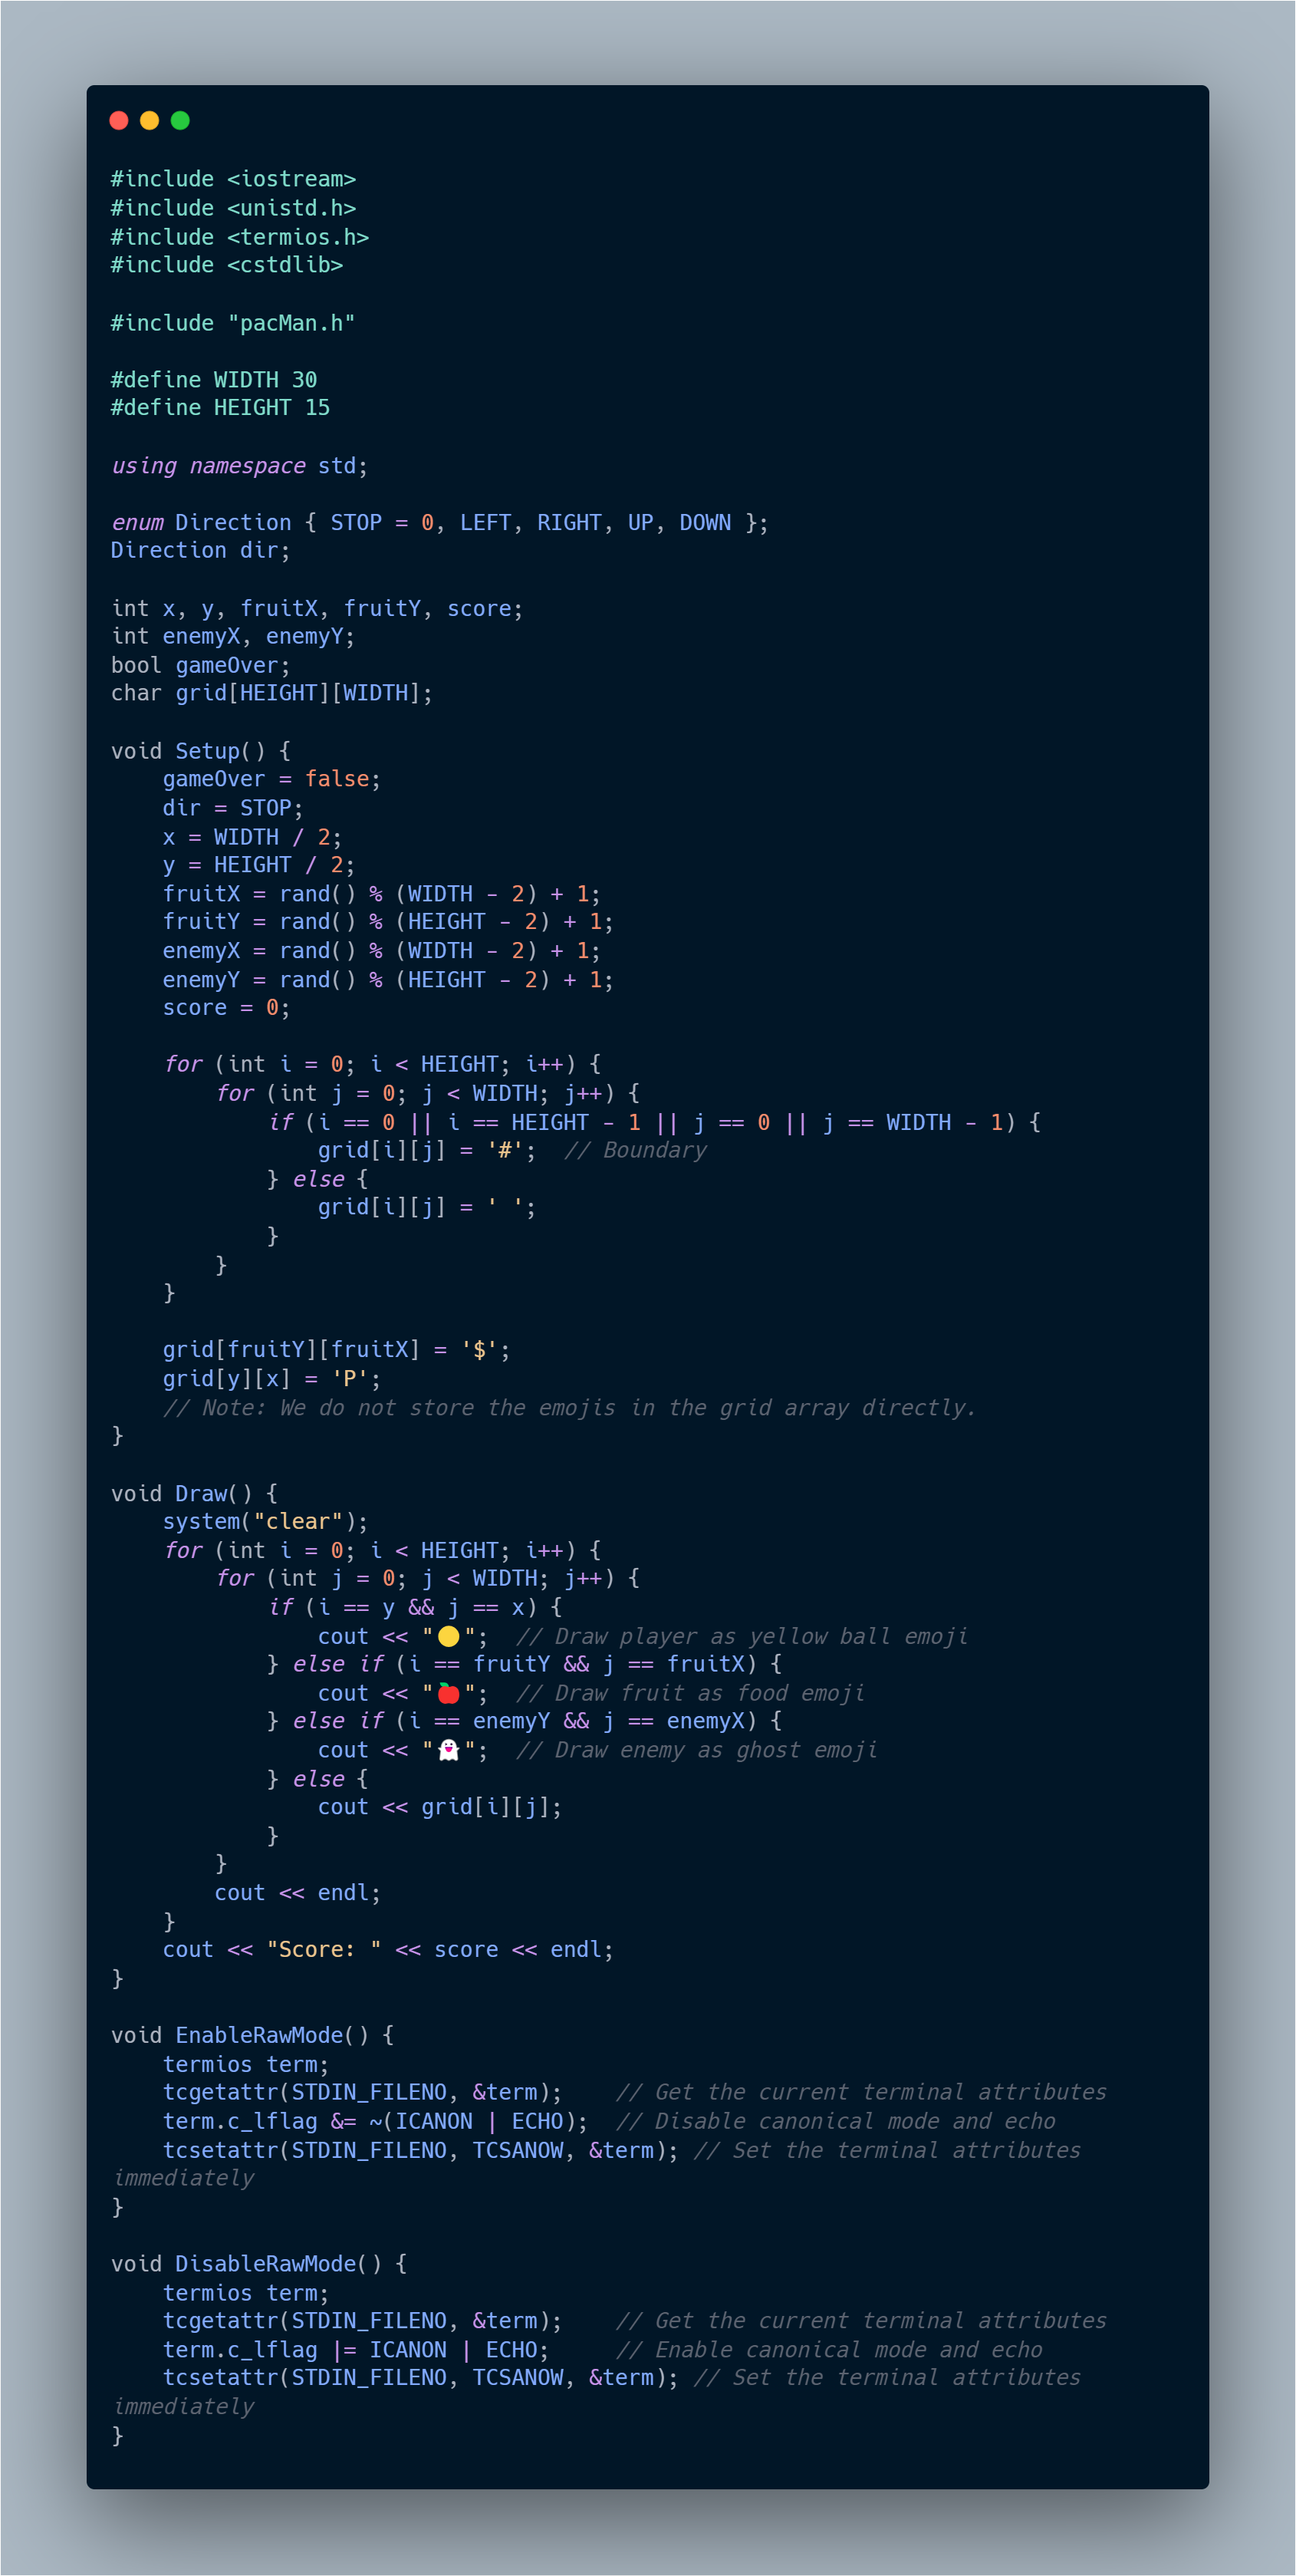 #include <iostream>
#include <unistd.h>
#include <termios.h>
#include <cstdlib>

#include "pacMan.h"

#define WIDTH 30
#define HEIGHT 15

using namespace std;

enum Direction { STOP = 0, LEFT, RIGHT, UP, DOWN };
Direction dir;

int x, y, fruitX, fruitY, score;
int enemyX, enemyY;
bool gameOver;
char grid[HEIGHT][WIDTH];

void Setup() {
    gameOver = false;
    dir = STOP;
    x = WIDTH / 2;
    y = HEIGHT / 2;
    fruitX = rand() % (WIDTH - 2) + 1;
    fruitY = rand() % (HEIGHT - 2) + 1;
    enemyX = rand() % (WIDTH - 2) + 1;
    enemyY = rand() % (HEIGHT - 2) + 1;
    score = 0;

    for (int i = 0; i < HEIGHT; i++) {
        for (int j = 0; j < WIDTH; j++) {
            if (i == 0 || i == HEIGHT - 1 || j == 0 || j == WIDTH - 1) {
                grid[i][j] = '#';  // Boundary
            } else {
                grid[i][j] = ' ';
            }
        }
    }

    grid[fruitY][fruitX] = '$';
    grid[y][x] = 'P';
    // Note: We do not store the emojis in the grid array directly.
}

void Draw() {
    system("clear");
    for (int i = 0; i < HEIGHT; i++) {
        for (int j = 0; j < WIDTH; j++) {
            if (i == y && j == x) {
                cout << "🟡";  // Draw player as yellow ball emoji
            } else if (i == fruitY && j == fruitX) {
                cout << "🍎";  // Draw fruit as food emoji
            } else if (i == enemyY && j == enemyX) {
                cout << "👻";  // Draw enemy as ghost emoji
            } else {
                cout << grid[i][j];
            }
        }
        cout << endl;
    }
    cout << "Score: " << score << endl;
}

void EnableRawMode() {
    termios term;
    tcgetattr(STDIN_FILENO, &term);    // Get the current terminal attributes
    term.c_lflag &= ~(ICANON | ECHO);  // Disable canonical mode and echo
    tcsetattr(STDIN_FILENO, TCSANOW, &term); // Set the terminal attributes
immediately
}

void DisableRawMode() {
    termios term;
    tcgetattr(STDIN_FILENO, &term);    // Get the current terminal attributes
    term.c_lflag |= ICANON | ECHO;     // Enable canonical mode and echo
    tcsetattr(STDIN_FILENO, TCSANOW, &term); // Set the terminal attributes
immediately
}